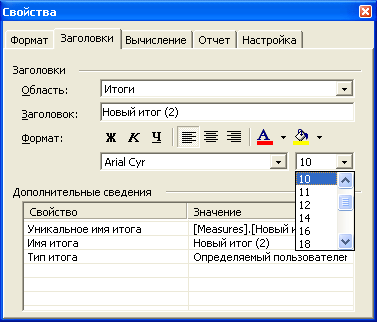 Свойства
Формат Заголовки Вычисление Отчет Настройка
Заголовки
Область: Итоги
Заголовок: Новый итог (2)
Формат: Ж К Ч A
Arial Cyr 10
10
11
12
14
16
18
Дополнительные сведения
Свойство Значение
Уникальное имя итога [Measures].[Новый и
Имя итога Новый итог (2)
Тип итога Определяемый пользователем